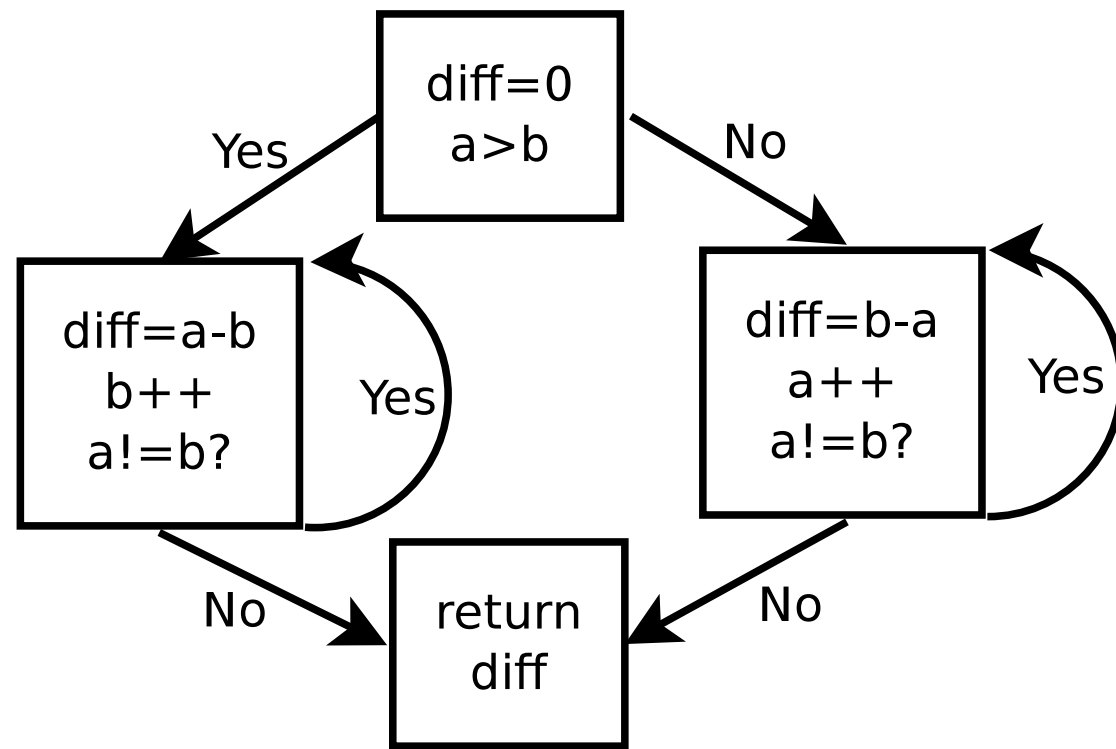 diff=0
a>b
Yes
No
diff=a-b
b++
a!=b?
Yes
diff=b-a
a++
a!=b?
Yes
No
No
return
diff